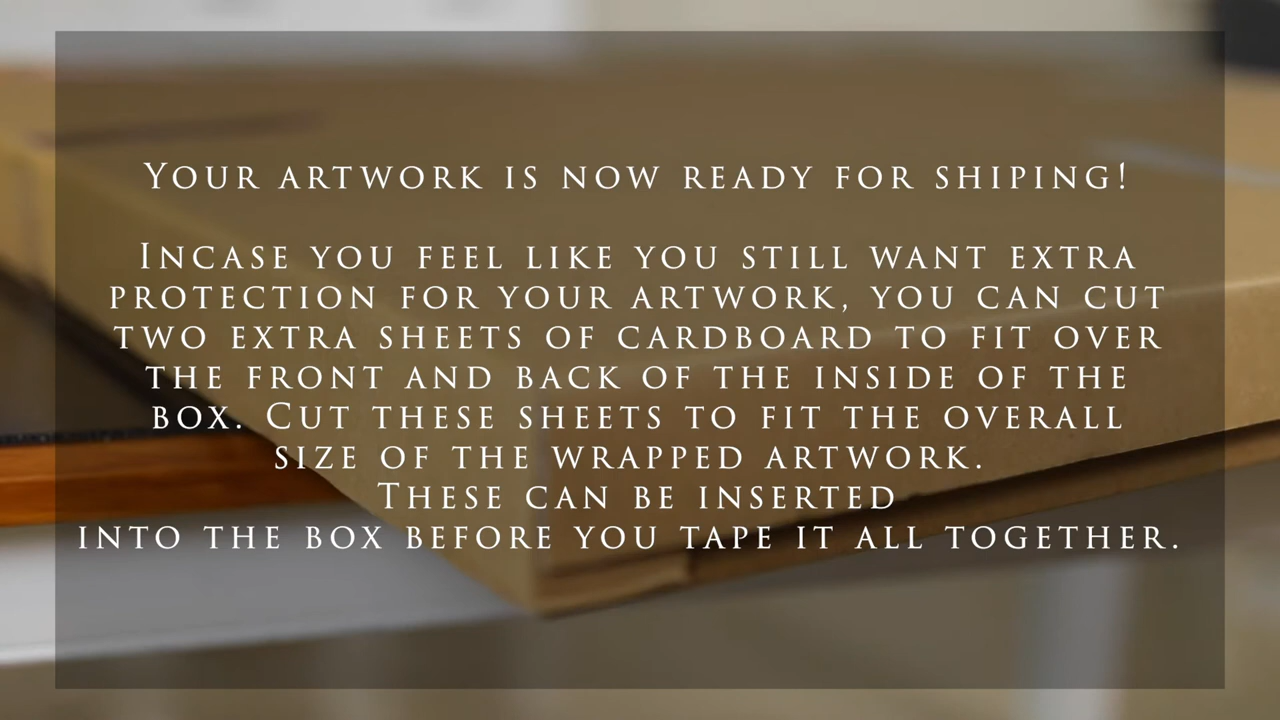 Your artwork is now ready for shiping!
Incase you feel like you still want extra
protection for your artwork, you can cut
two extra sheets of cardboard to fit over
the front and back of the inside of the
box. Cut these sheets to fit the overall
size of the wrapped artwork.
These can be inserted
into the box before you tape it all together.